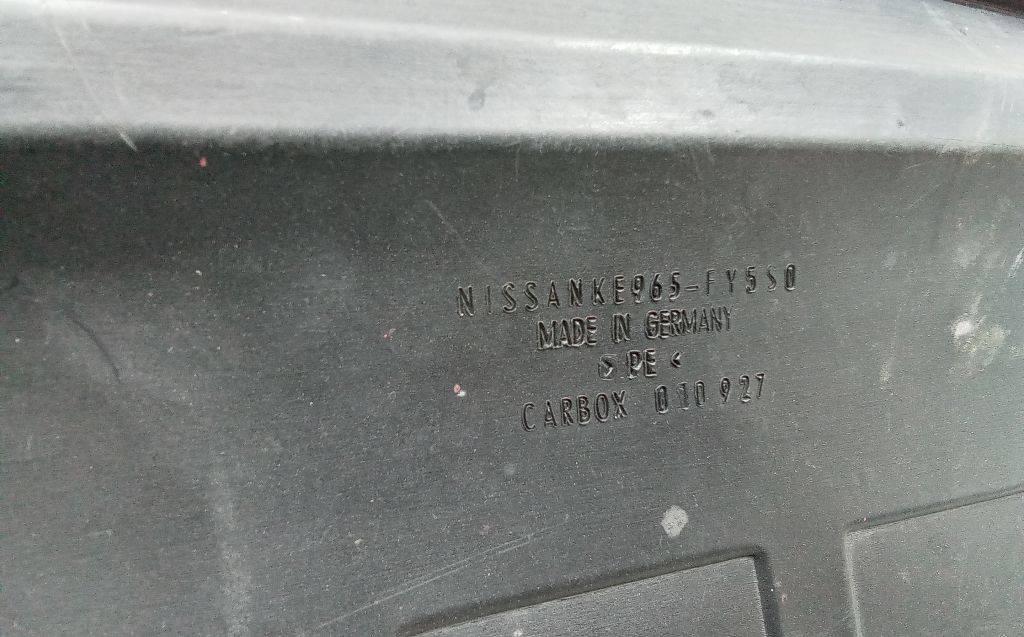 NISSANKE965-FY5S0
MADE IN GERMANY
>PE<
CARBOX 010927